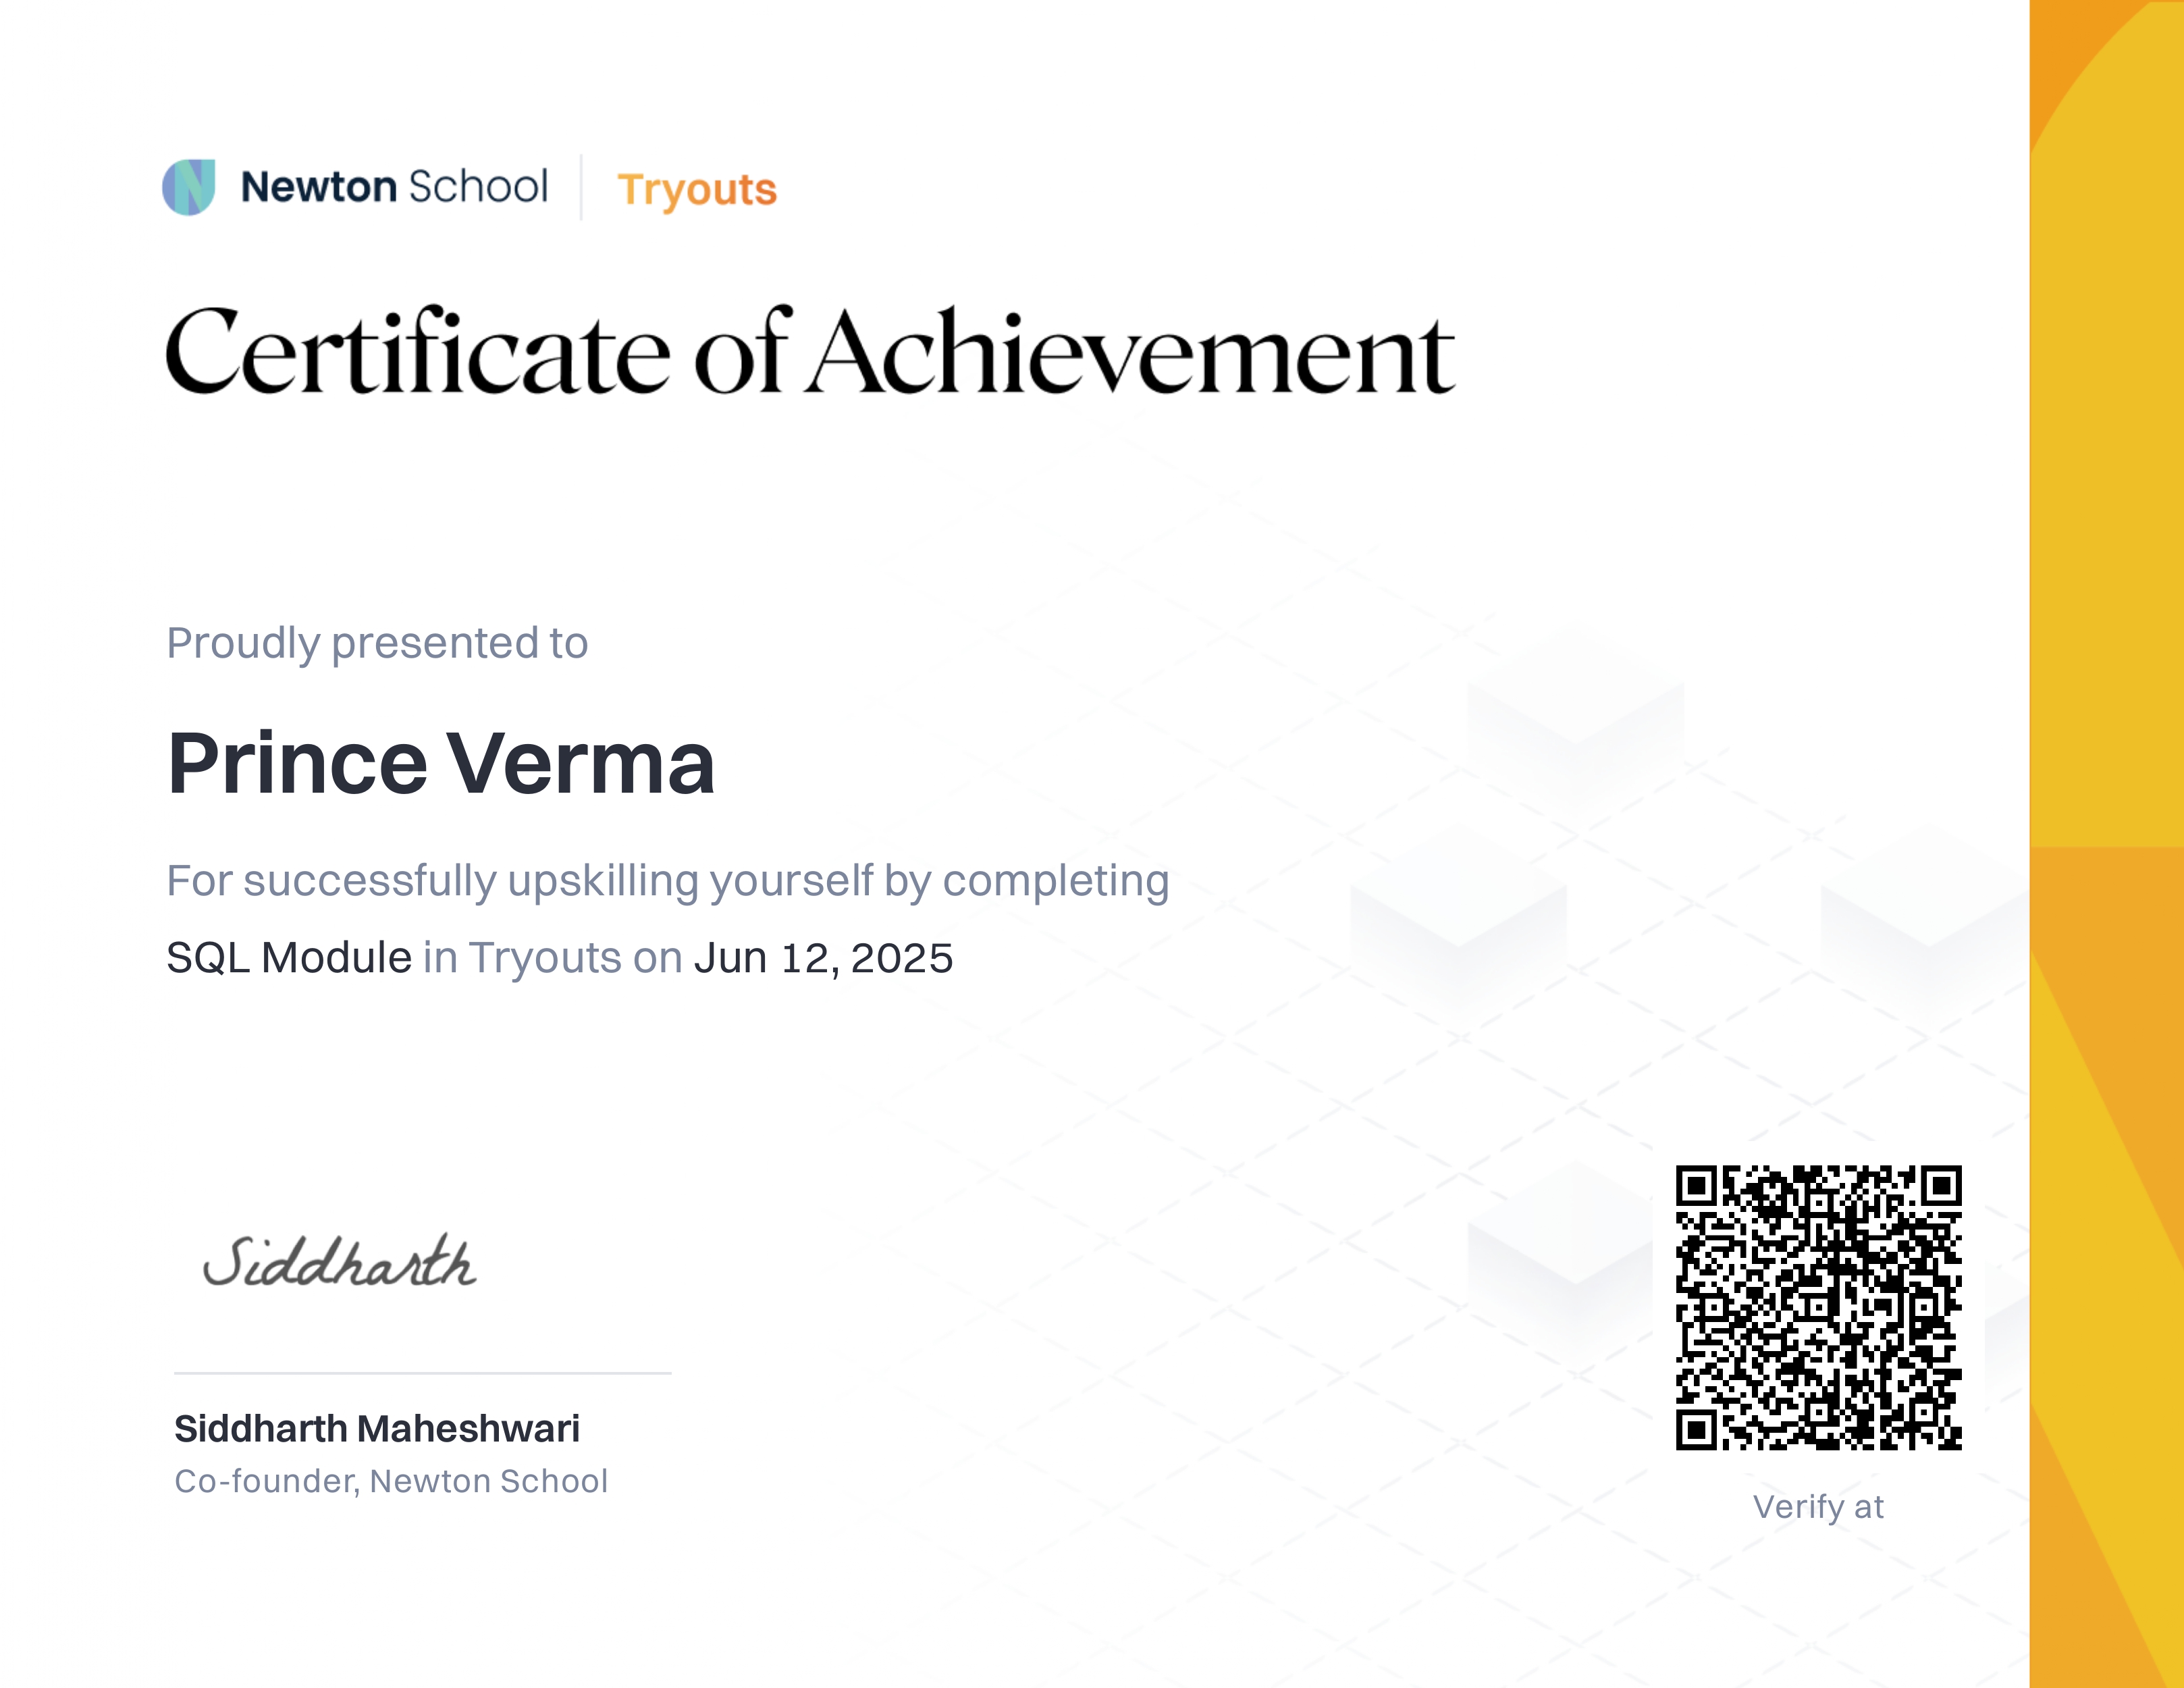 Newton School Tryouts
Certificate of Achievement
Proudly presented to
Prince Verma
For successfully upskilling yourself by completing
SQL Module in Tryouts on Jun 12, 2025
Siddharth
Siddharth Maheshwari
Co-founder, Newton School
Verify at